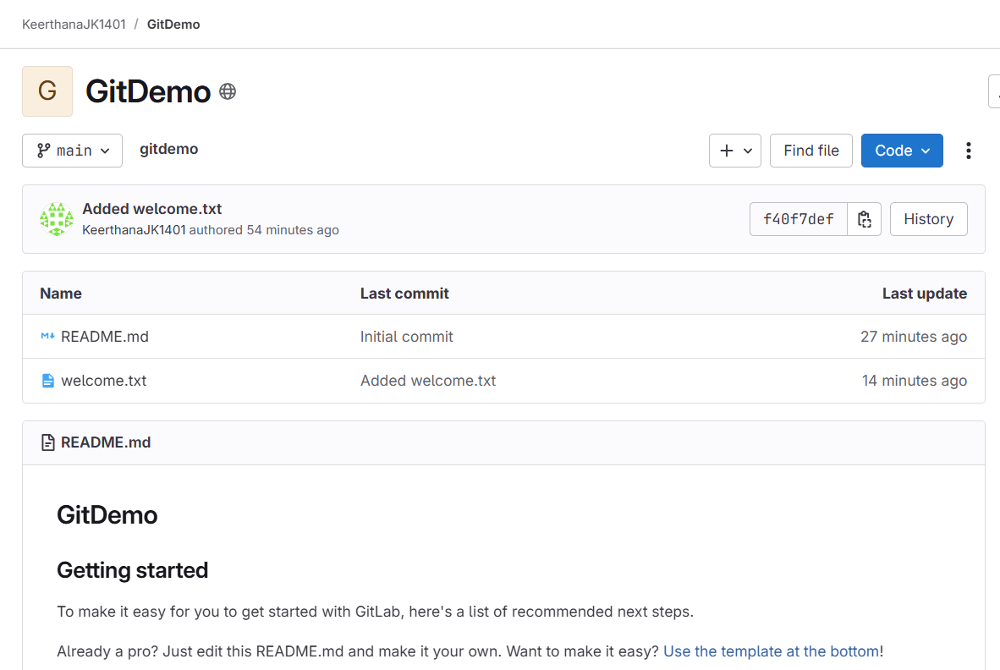 KeerthanaJK1401 / GitDemo
G GitDemo
main gitdemo Find file Code
Added welcome.txt
KeerthanaJK1401 authored 54 minutes ago
f40f7def History
Name Last commit Last update
README.md Initial commit 27 minutes ago
welcome.txt Added welcome.txt 14 minutes ago
README.md
GitDemo
Getting started
To make it easy for you to get started with GitLab, here's a list of recommended next steps.
Already a pro? Just edit this README.md and make it your own. Want to make it easy? Use the template at the bottom!